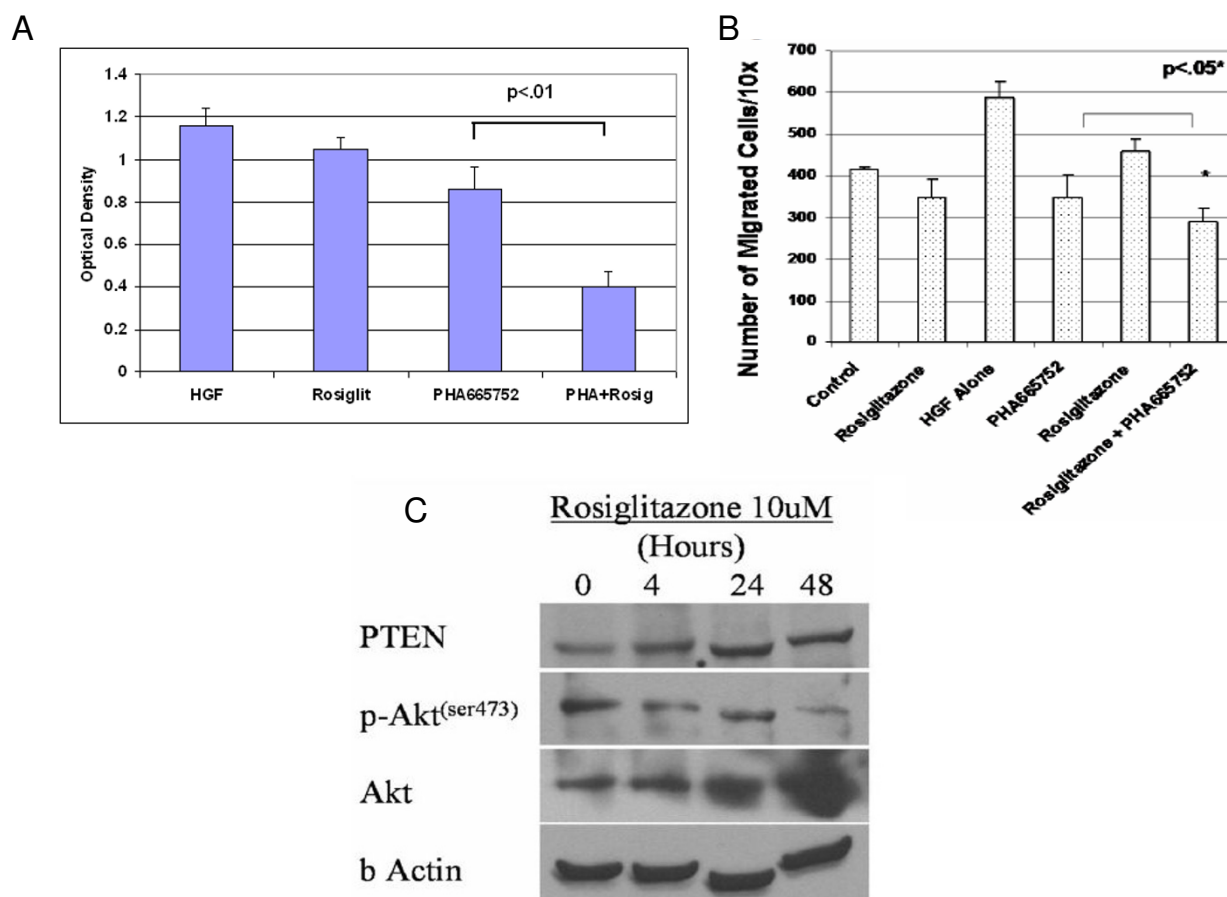 A
1.4
1.2
1
0.8
0.6
0.4
0.2
0
Optical Density
p<.01
HGF Rosiglit PHA665752 PHA+Rosig
B
700
600
500
400
300
200
100
0
Number of Migrated Cells/10x
p<.05*
*
Control
Rosiglitazone
HGF Alone
PHA665752
Rosiglitazone
Rosiglitazone + PHA665752
C
Rosiglitazone 10uM
(Hours)
0 4 24 48
PTEN
p-Akt(ser473)
Akt
b Actin